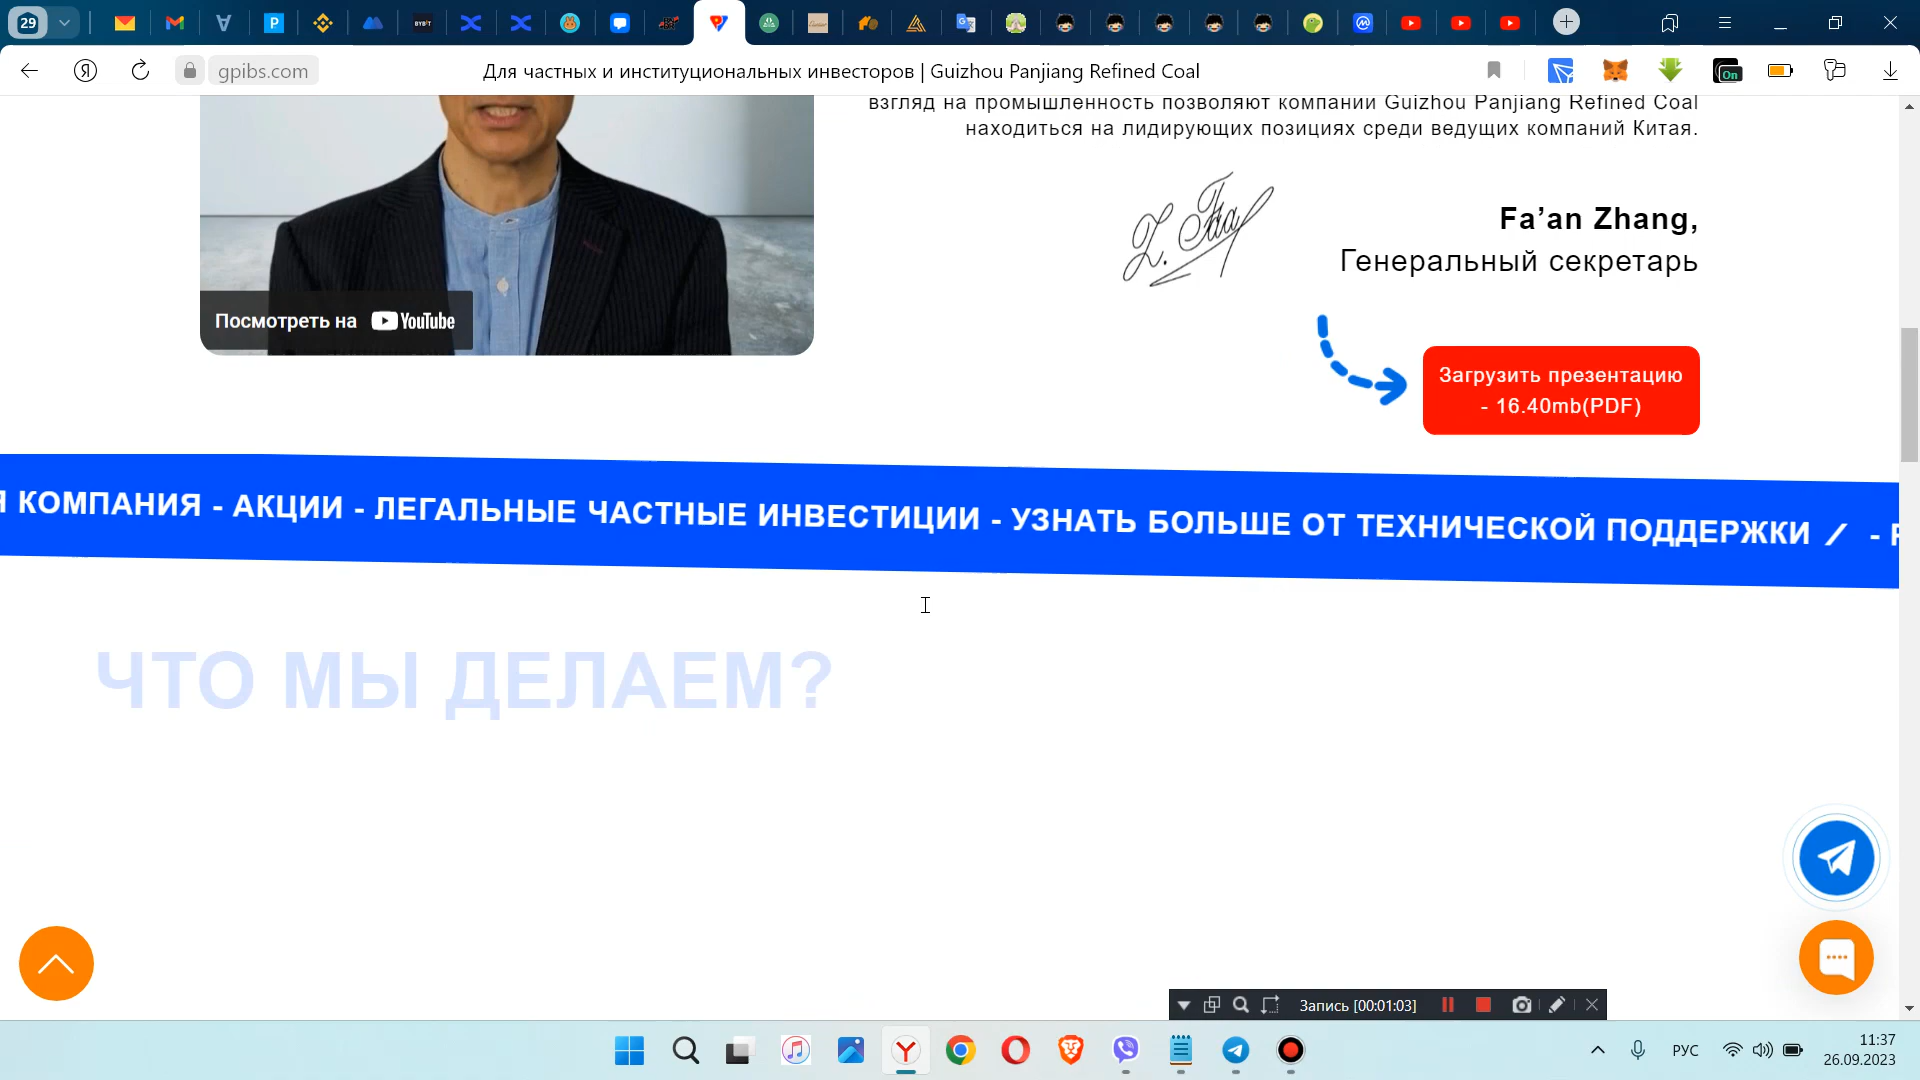 29
BYBIT
gpibs.com
Для частных и институциональных инвесторов | Guizhou Panjiang Refined Coal
On
взгляд на промышленность позволяют компании Guizhou Panjiang Refined Coal
находиться на лидирующих позициях среди ведущих компаний Китая.
Fa’an Zhang,
Генеральный секретарь
Посмотреть на YouTube
Загрузить презентацию
- 16.40mb(PDF)
Я КОМПАНИЯ - АКЦИИ - ЛЕГАЛЬНЫЕ ЧАСТНЫЕ ИНВЕСТИЦИИ - УЗНАТЬ БОЛЬШЕ ОТ ТЕХНИЧЕСКОЙ ПОДДЕРЖКИ / -
ЧТО МЫ ДЕЛАЕМ?
Запись [00:01:03]
РУС
11:37
26.09.2023